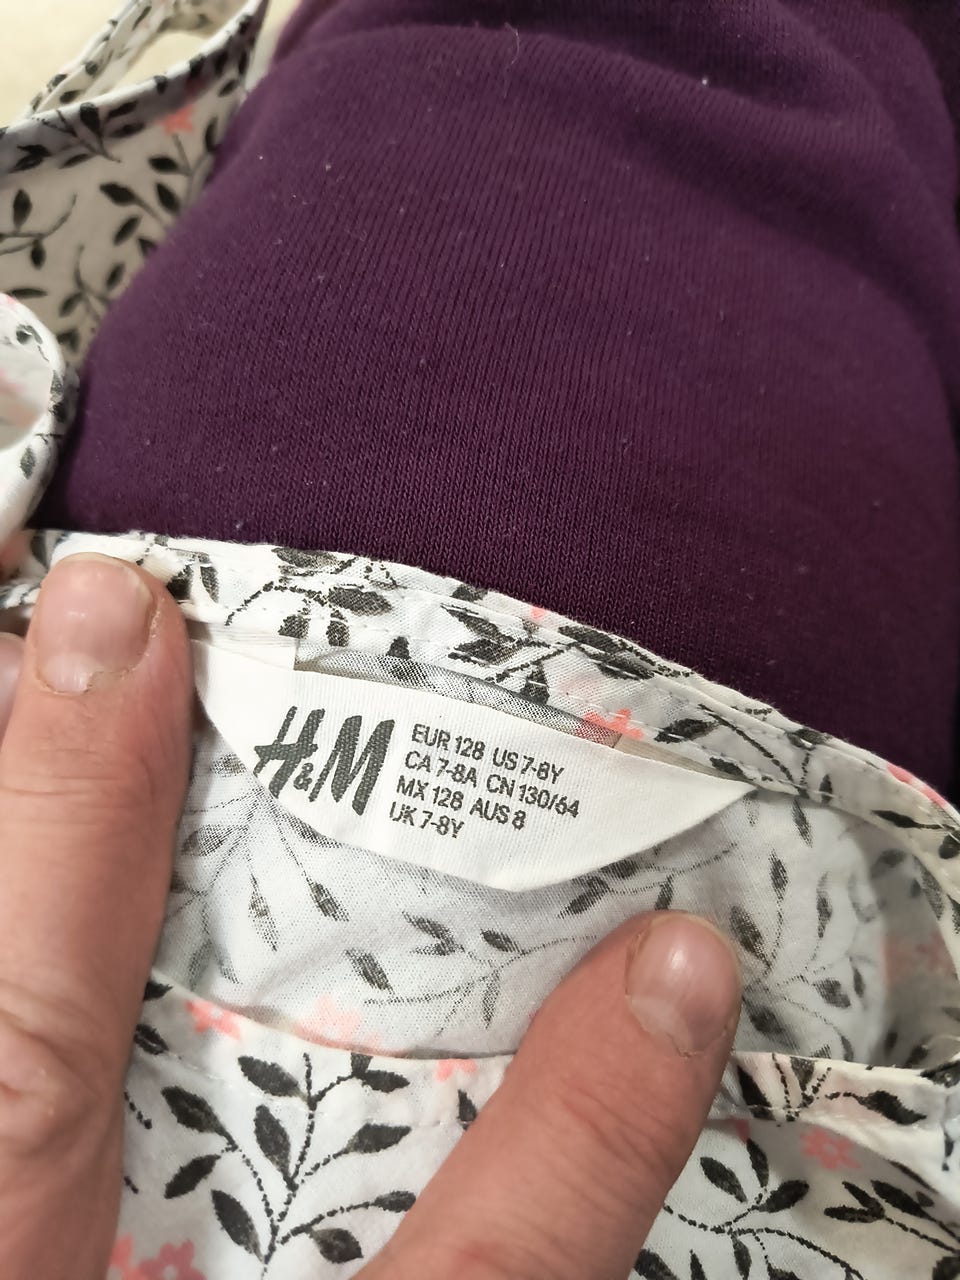 H&M
EUR 128 US 7-8Y
CA 7-8A CN 130/64
MX 128 AUS 8
UK 7-8Y